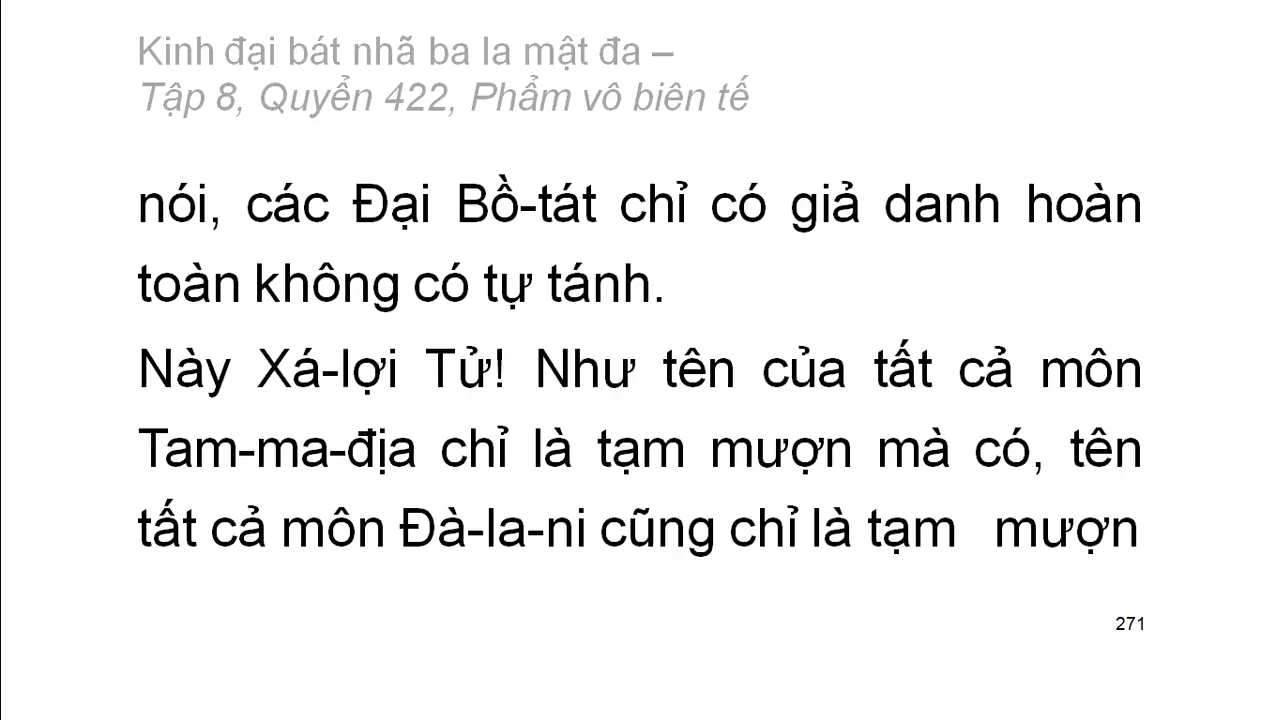 Kinh đại bát nhã ba la mật đa –
Tập 8, Quyển 422, Phẩm vô biên tế
nói, các Đại Bồ-tát chỉ có giả danh hoàn
toàn không có tự tánh.
Này Xá-lợi Tử! Như tên của tất cả môn
Tam-ma-địa chỉ là tạm mượn mà có, tên
tất cả môn Đà-la-ni cũng chỉ là tạm mượn
271